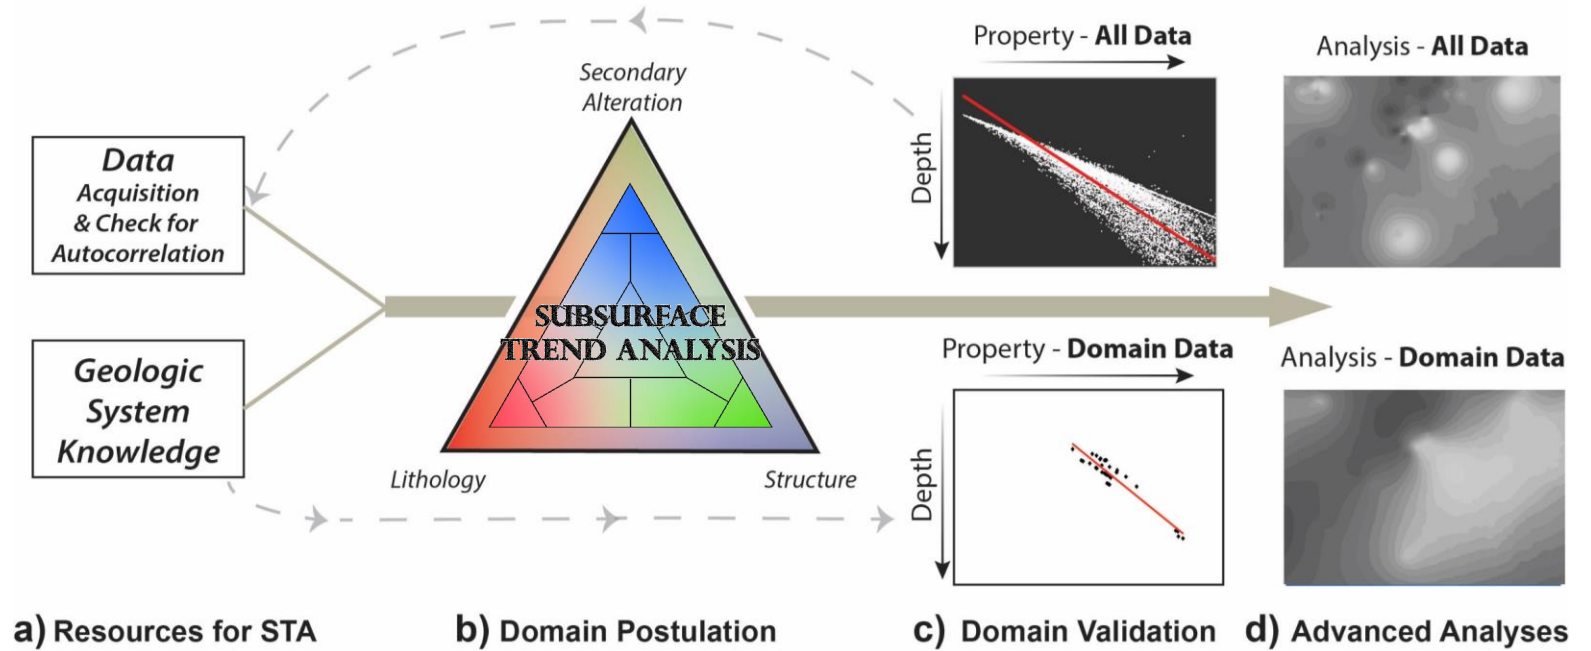 Data
Acquisition
& Check for
Autocorrelation
Geologic
System
Knowledge
a) Resources for STA
Secondary
Alteration
SUBSURFACE
TREND ANALYSIS
Lithology
Structure
b) Domain Postulation
Property - All Data
Depth
Property - Domain Data
Depth
c) Domain Validation
Analysis - All Data
Analysis - Domain Data
d) Advanced Analyses